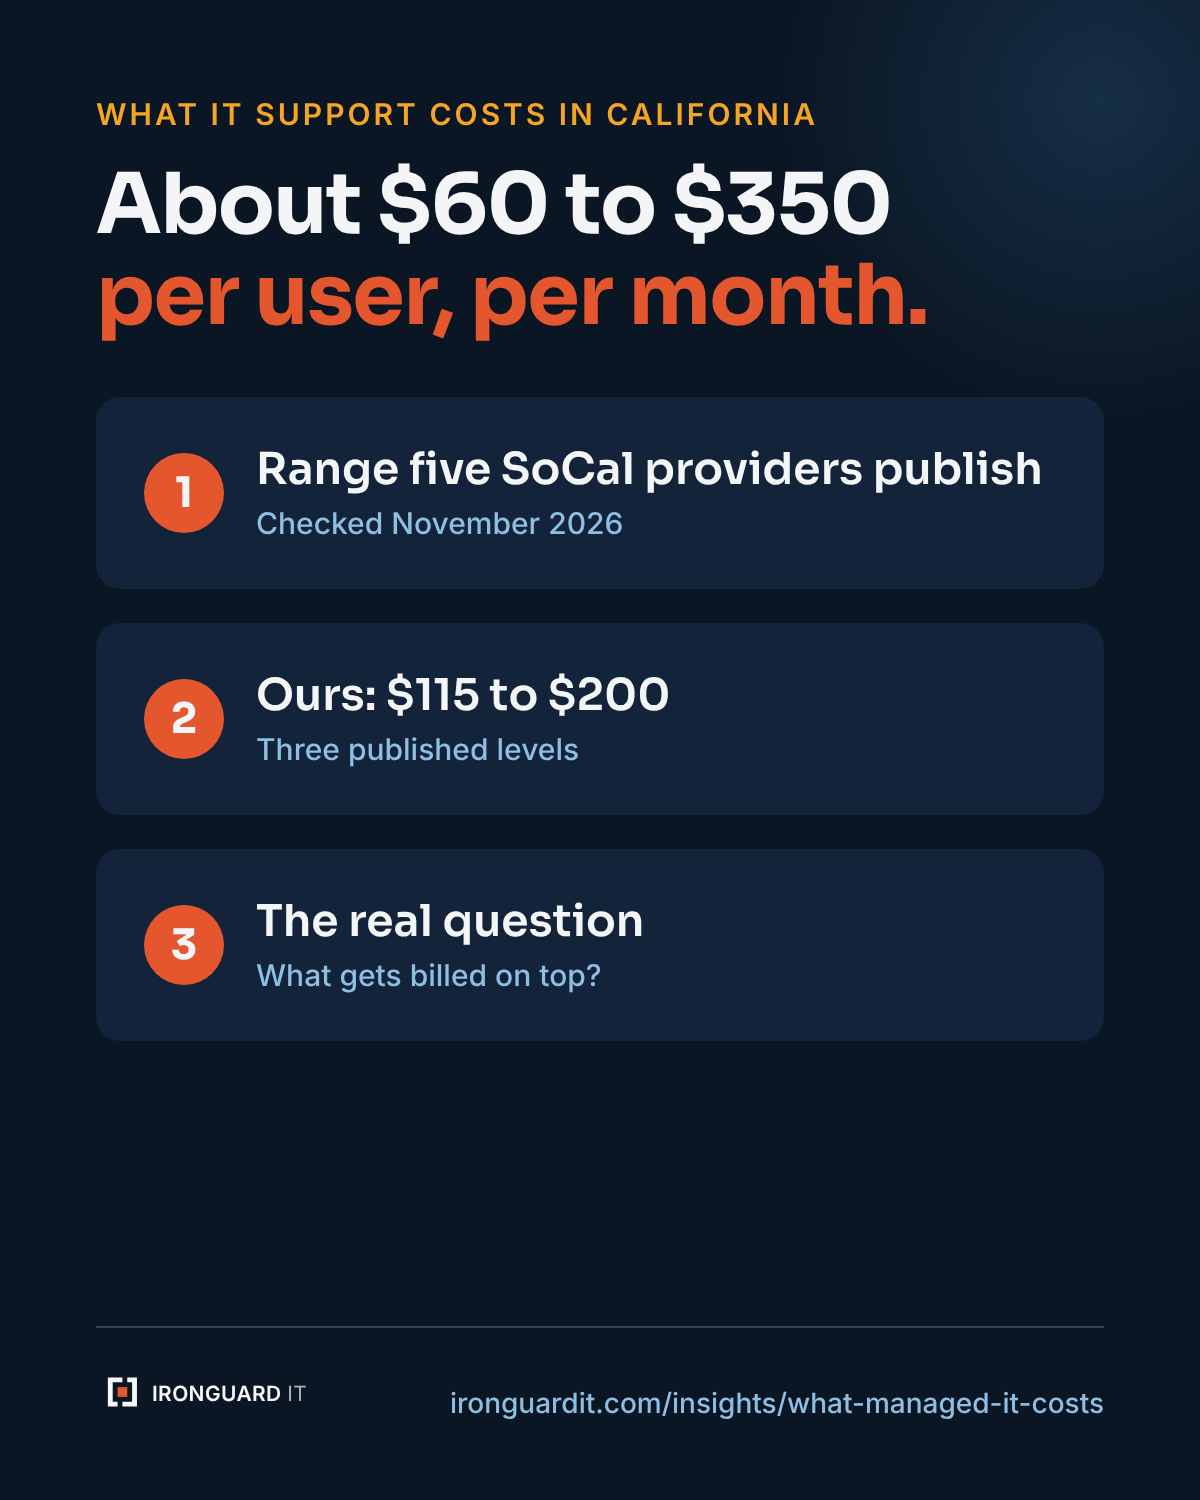 WHAT IT SUPPORT COSTS IN CALIFORNIA
About $60 to $350
per user, per month.
1
Range five SoCal providers publish
Checked November 2026
2
Ours: $115 to $200
Three published levels
3
The real question
What gets billed on top?
IRONGUARD IT
ironguardit.com/insights/what-managed-it-costs